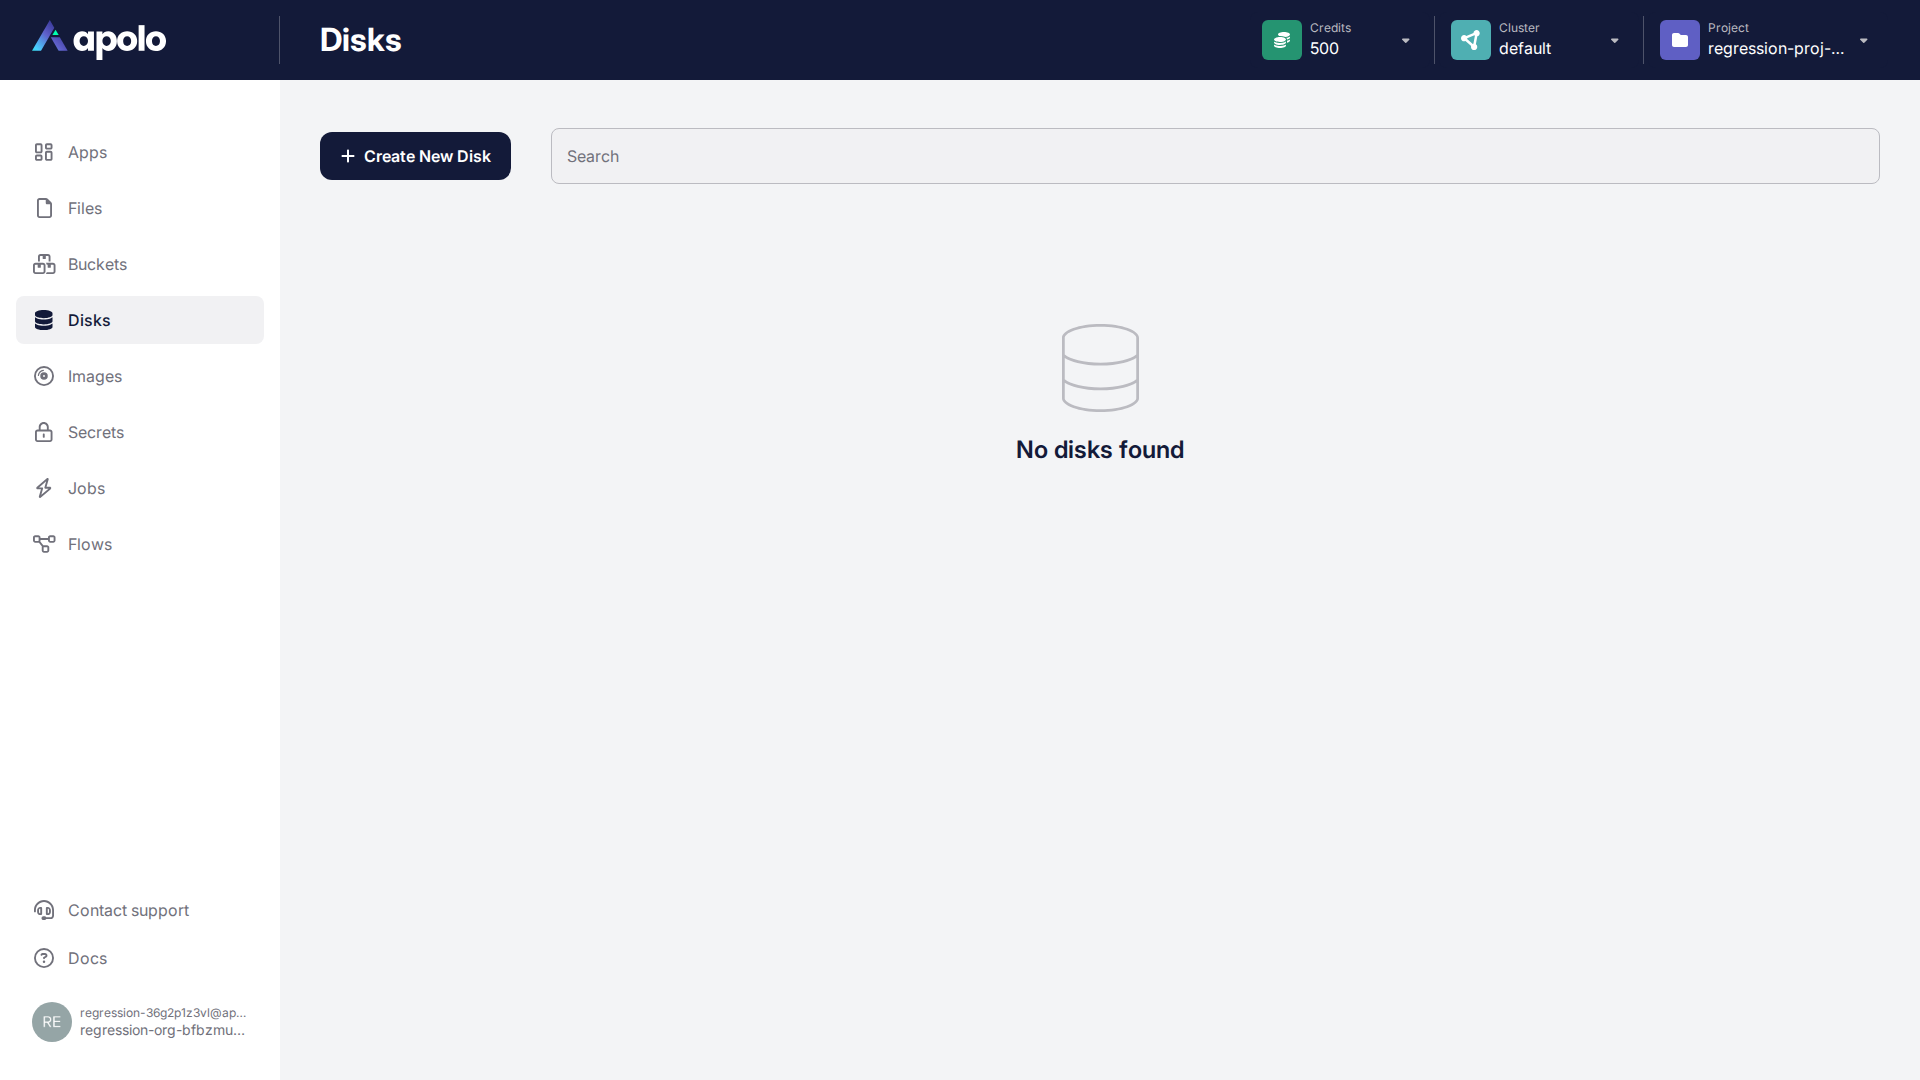 apolo
Disks
Credits
500
Cluster
default
Project
regression-proj-...
Apps
Files
Buckets
Disks
Images
Secrets
Jobs
Flows
Contact support
Docs
RE
regression-36g2p1z3vl@ap...
regression-org-bfbzmu...
Create New Disk
Search
No disks found